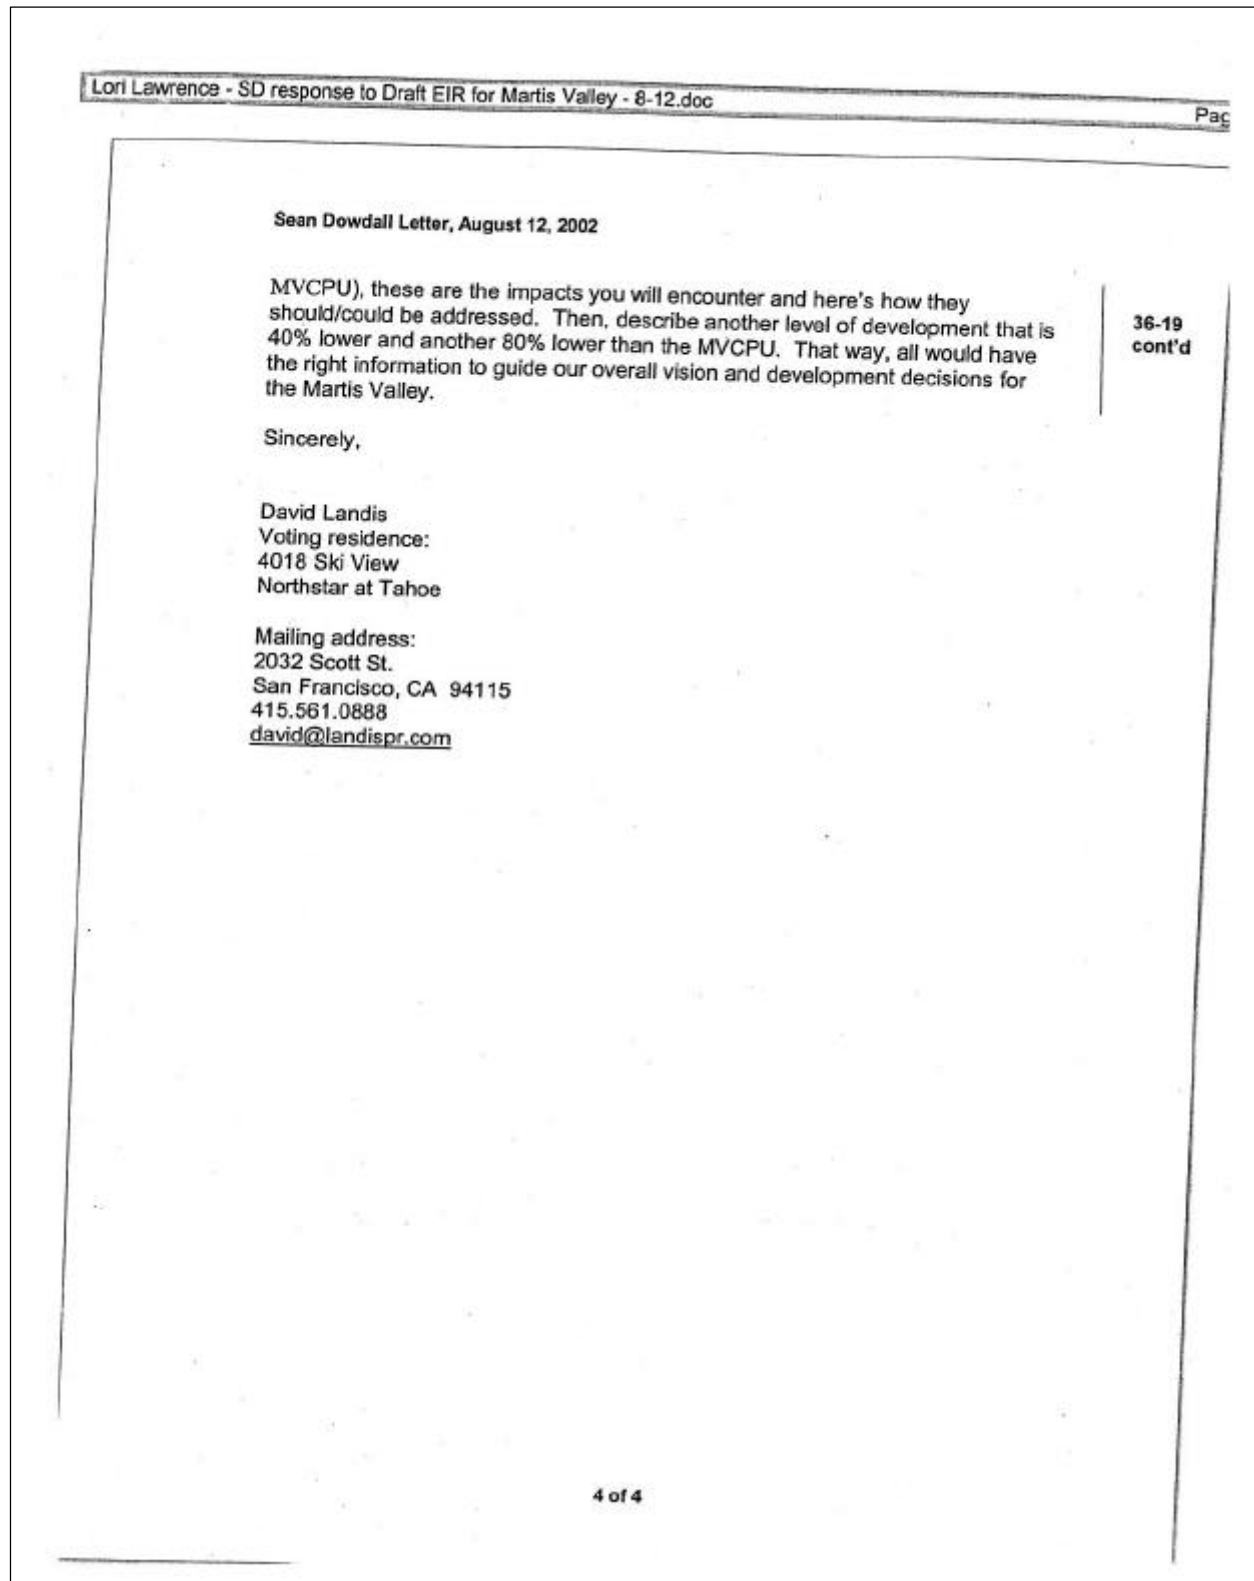 Lori Lawrence - SD response to Draft EIR for Martis Valley - 8-12.doc
Pag
Sean Dowdall Letter, August 12, 2002
MVCPU), these are the impacts you will encounter and here's how they
should/could be addressed. Then, describe another level of development that is
40% lower and another 80% lower than the MVCPU. That way, all would have
the right information to guide our overall vision and development decisions for
the Martis Valley.
36-19
cont'd
Sincerely,
David Landis
Voting residence:
4018 Ski View
Northstar at Tahoe
Mailing address:
2032 Scott St.
San Francisco, CA 94115
415.561.0888
david@landispr.com
4 of 4